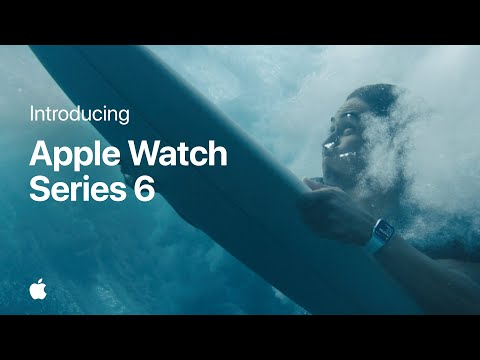 Introducing
Apple Watch
Series 6